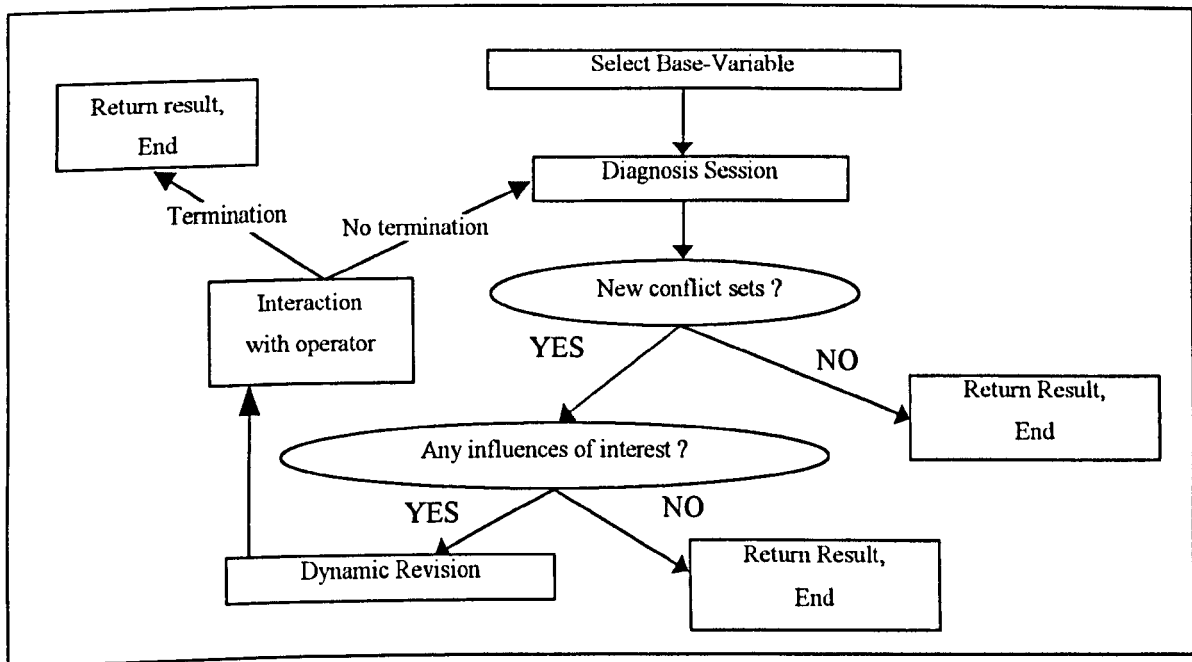 Select Base-Variable
Return result,
End
Diagnosis Session
Termination
No termination
New conflict sets ?
Interaction
with operator
YES
NO
Return Result,
End
Any influences of interest ?
YES
NO
Dynamic Revision
Return Result,
End